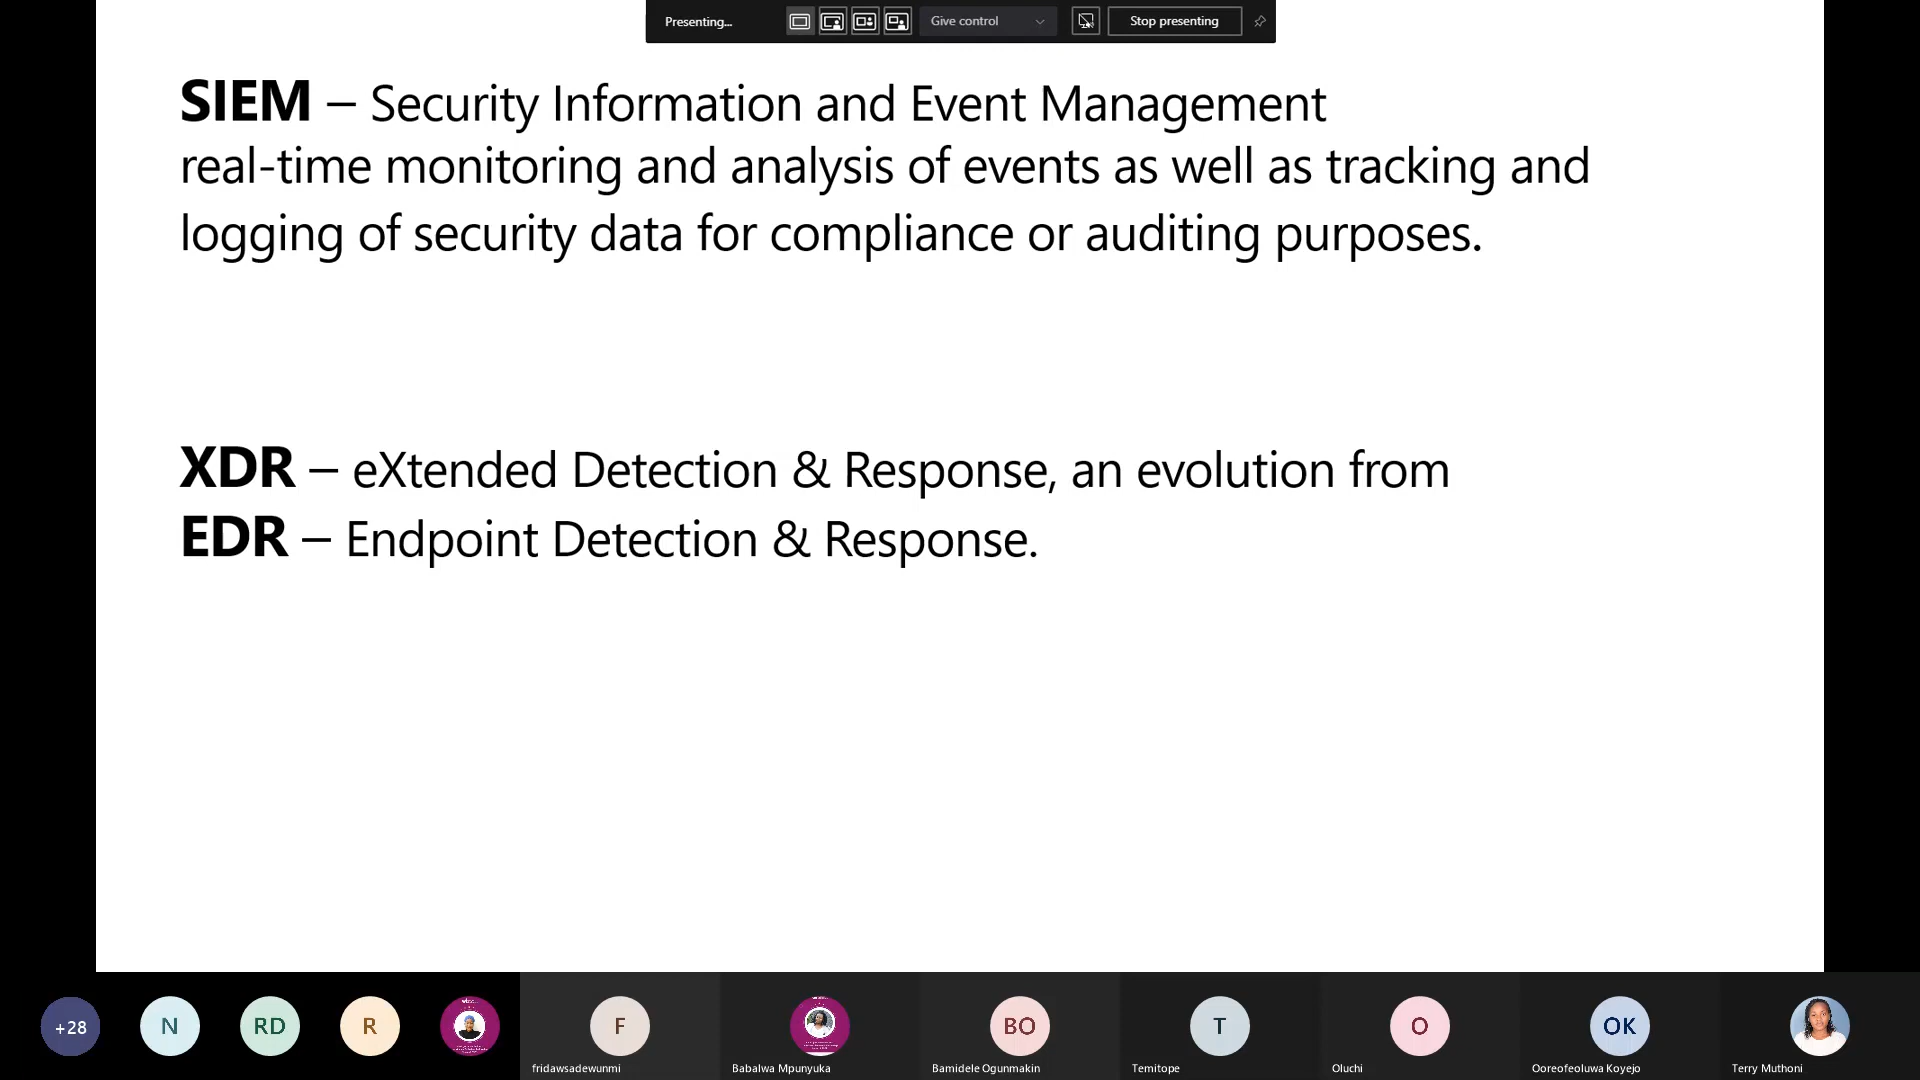 Presenting...
Give control
Stop presenting
SIEM – Security Information and Event Management
real-time monitoring and analysis of events as well as tracking and
logging of security data for compliance or auditing purposes.
XDR – eXtended Detection & Response, an evolution from
EDR – Endpoint Detection & Response.
+28
N
RD
R
F
BO
T
O
OK
fridawsadewunmi
Babalwa Mpunyuka
Bamidele Ogunmakin
Temitope
Oluchi
Ooreofeoluwa Koyejo
Terry Muthoni